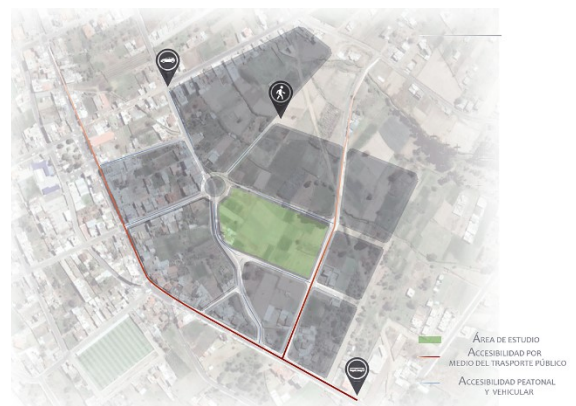 ÁREA DE ESTUDIO
ACCESIBILIDAD POR
MEDIO DEL TRASPORTE PÚBLICO
ACCESIBILIDAD PEATONAL
Y VEHICULAR